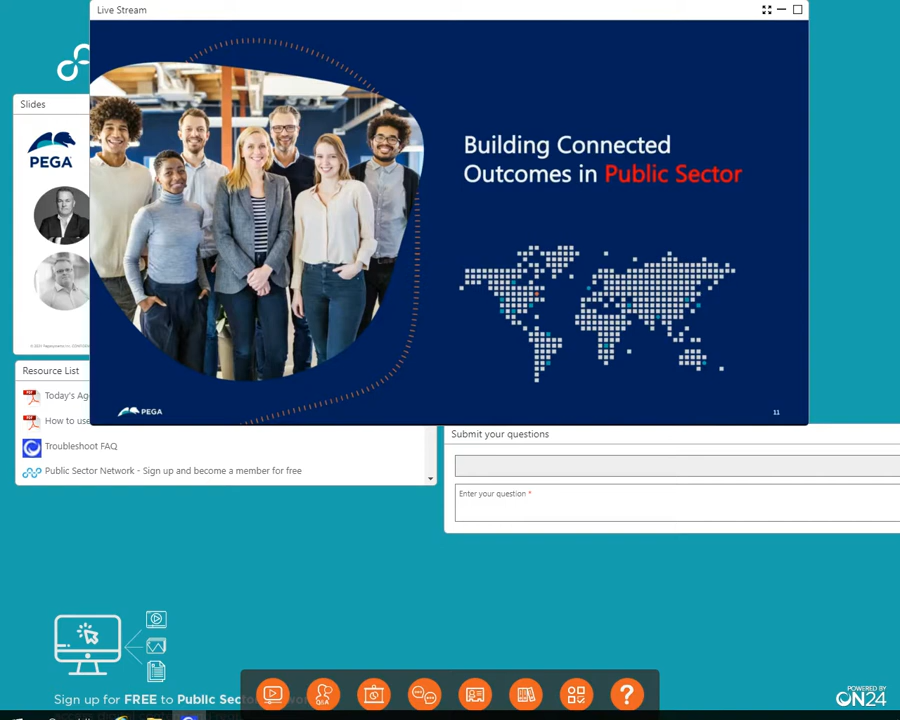 Live Stream
Building Connected
Outcomes in Public Sector
PEGA
11
Slides
PEGA
Resource List
Today's Ag
How to use
Troubleshoot FAQ
Public Sector Network - Sign up and become a member for free
Submit your questions
Enter your question *
Q&A
?
Sign up for FREE to Public Sector
POWERED BY
ON24